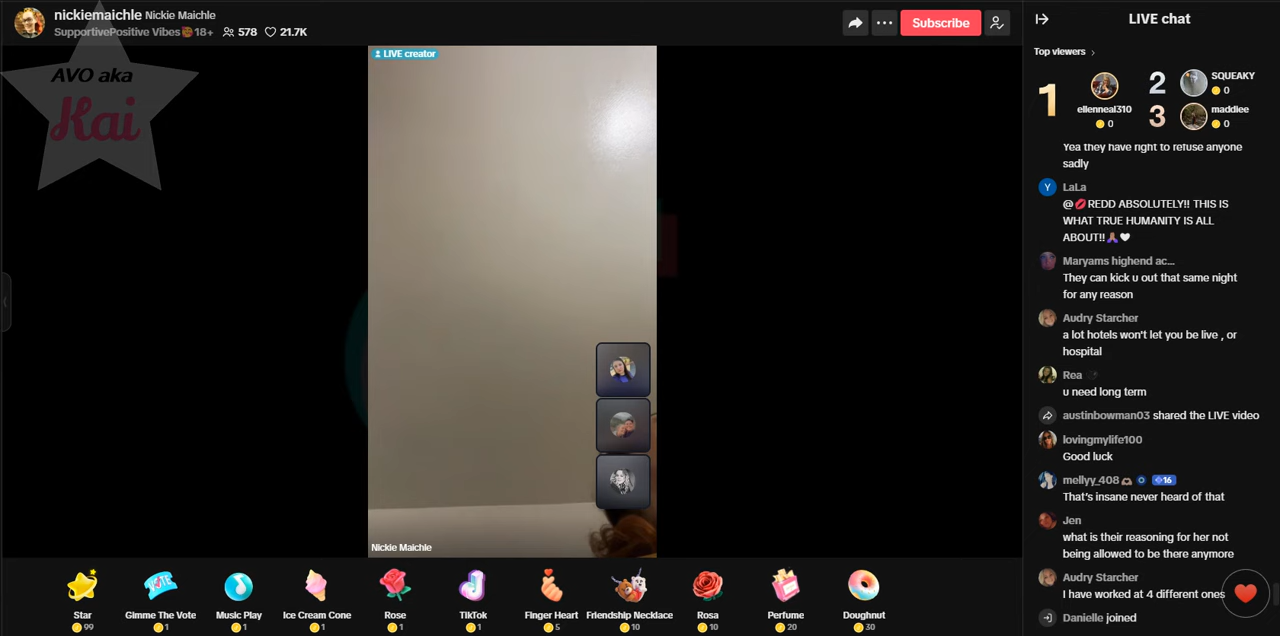 nickiemaichle Nickie Maichle
SupportivePositive Vibes 18+ 578 21.7K
Subscribe
AVO aka
Kai
LIVE creator
Nickie Maichle
Star
99
Gimme The Vote
1
Music Play
1
Ice Cream Cone
1
Rose
1
TikTok
1
Finger Heart
5
Friendship Necklace
10
Rosa
10
Perfume
20
Doughnut
30
LIVE chat
Top viewers >
1
ellenneal310
0
2
SQUEAKY
0
3
maddlee
0
Yea they have right to refuse anyone
sadly
Y
LaLa
@💋REDD ABSOLUTELY!! THIS IS
WHAT TRUE HUMANITY IS ALL
ABOUT!!🙏🏽🤍
Maryams highend ac...
They can kick u out that same night
for any reason
Audry Starcher
a lot hotels won't let you be live , or
hospital
Rea
u need long term
austinbowman03 shared the LIVE video
lovingmylife100
Good luck
mellyy_408 16
That's insane never heard of that
Jen
what is their reasoning for her not
being allowed to be there anymore
Audry Starcher
I have worked at 4 different ones
Danielle joined